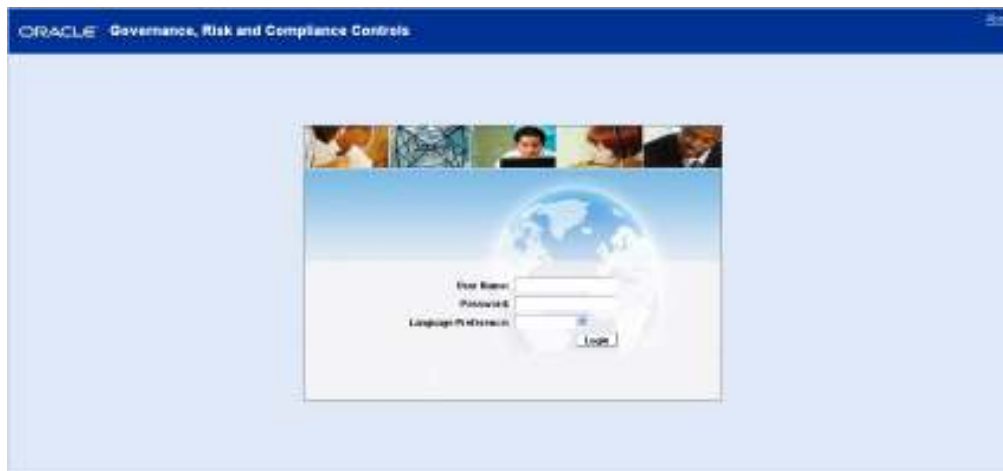 ORACLE Governance, Risk and Compliance Controls
User Name
Password
Language Preference
Login